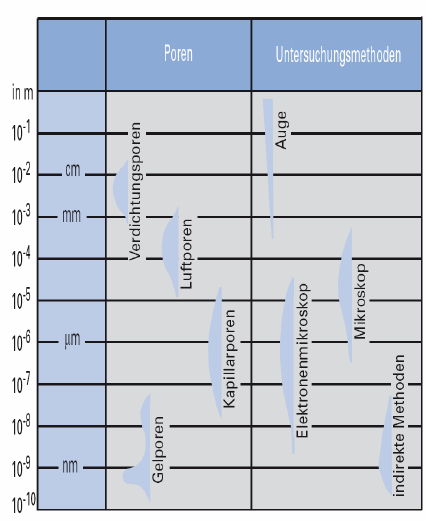 Poren
Untersuchungsmethoden
in m
10-1
10-2
cm
10-3
mm
10-4
10-5
10-6
µm
10-7
10-8
10-9
nm
10-10
Verdichtungsporen
Luftporen
Kapillarporen
Gelporen
Auge
Elektronenmikroskop
Mikroskop
indirekte Methoden